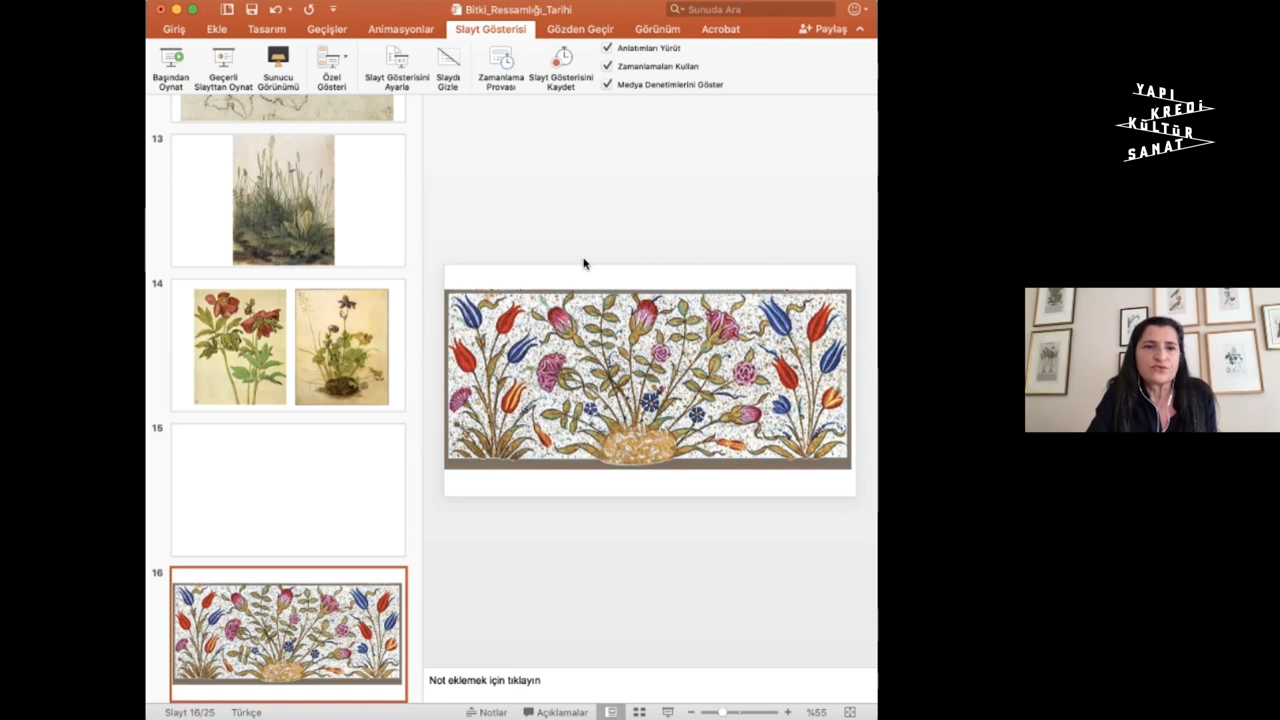 Bitki_Ressamlığı_Tarihi
Sunuda Ara
Giriş
Ekle
Tasarım
Geçişler
Animasyonlar
Slayt Gösterisi
Gözden Geçir
Görünüm
Acrobat
Paylaş
Başından
Oynat
Geçerli
Slayttan Oynat
Sunucu
Görünümü
Özel
Gösteri
Slayt Gösterisini
Ayarla
Slaydı
Gizle
Zamanlama
Provası
Slayt Gösterisini
Kaydet
Anlatımları Yürüt
Zamanlamaları Kullan
Medya Denetimlerini Göster
YAPI
KREDİ
KÜLTÜR
SANAT
13
14
15
16
Not eklemek için tıklayın
Slayt 16/25
Türkçe
Notlar
Açıklamalar
%55